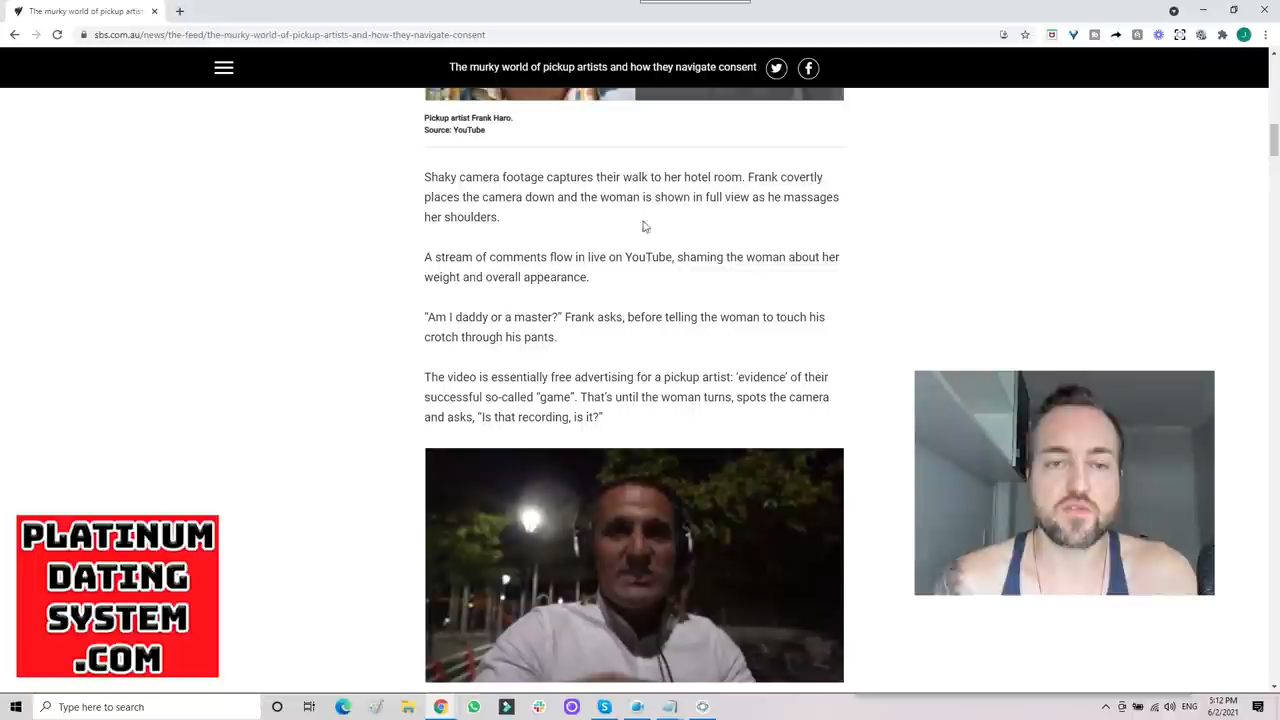 The murky world of pickup artis
sbs.com.au/news/the-feed/the-murky-world-of-pickup-artists-and-how-they-navigate-consent
The murky world of pickup artists and how they navigate consent
Pickup artist Frank Haro.
Source: YouTube
Shaky camera footage captures their walk to her hotel room. Frank covertly
places the camera down and the woman is shown in full view as he massages
her shoulders.
A stream of comments flow in live on YouTube, shaming the woman about her
weight and overall appearance.
“Am I daddy or a master?” Frank asks, before telling the woman to touch his
crotch through his pants.
The video is essentially free advertising for a pickup artist: ‘evidence’ of their
successful so-called “game”. That's until the woman turns, spots the camera
and asks, “Is that recording, is it?”
PLATINUM
DATING
SYSTEM
.COM
Type here to search
5:12 PM
6/2/2021